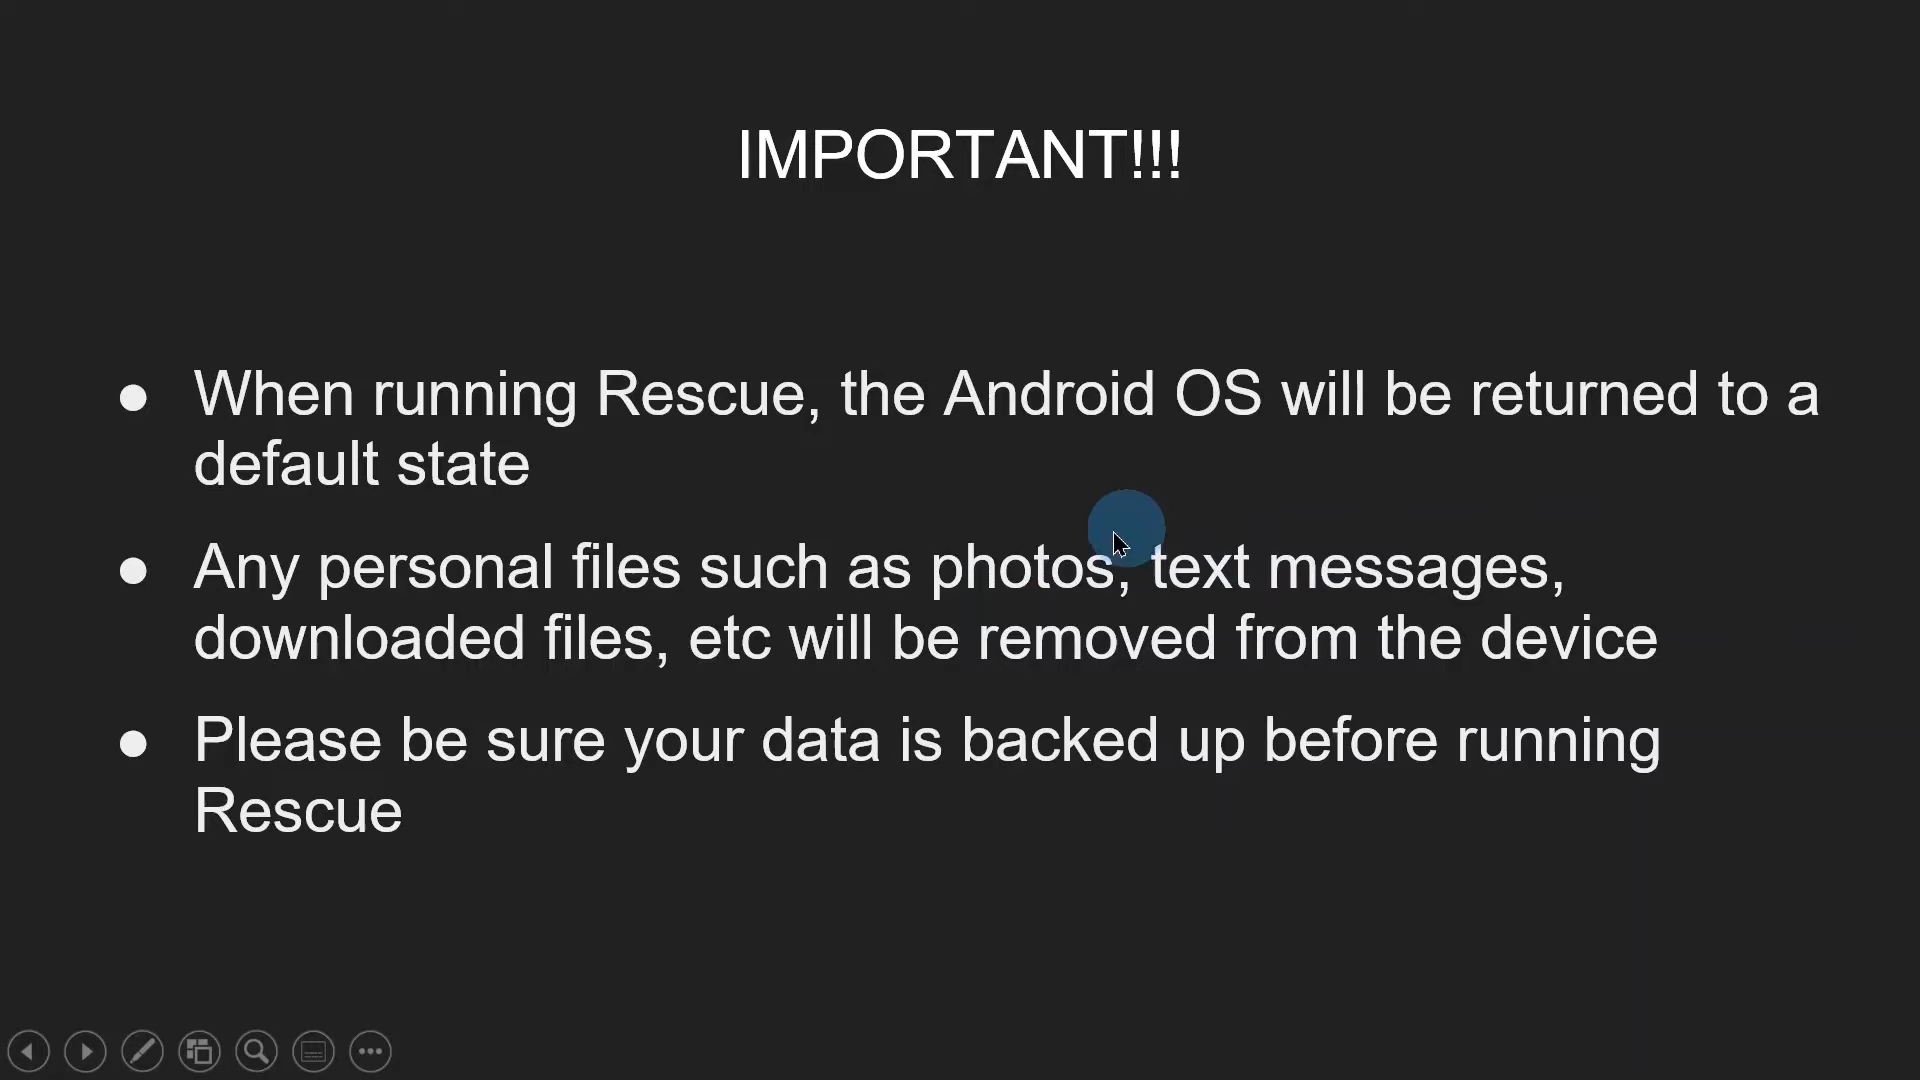 IMPORTANT!!!
● When running Rescue, the Android OS will be returned to a
default state
● Any personal files such as photos, text messages,
downloaded files, etc will be removed from the device
● Please be sure your data is backed up before running
Rescue